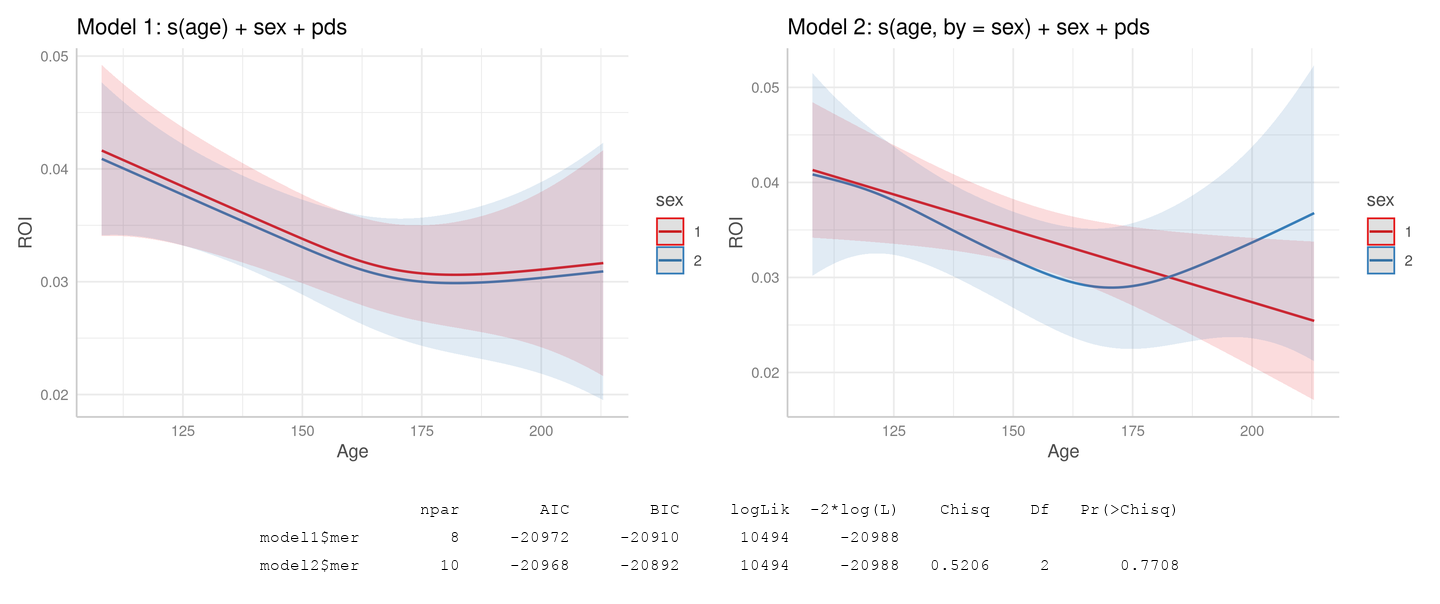 Model 1: s(age) + sex + pds
0.05
0.04
0.03
0.02
ROI
125 150 175 200
Age
sex
1
2
Model 2: s(age, by = sex) + sex + pds
0.05
0.04
0.03
0.02
ROI
125 150 175 200
Age
sex
1
2
npar AIC BIC logLik -2*log(L) Chisq Df Pr(>Chisq)
model1$mer 8 -20972 -20910 10494 -20988
model2$mer 10 -20968 -20892 10494 -20988 0.5206 2 0.7708